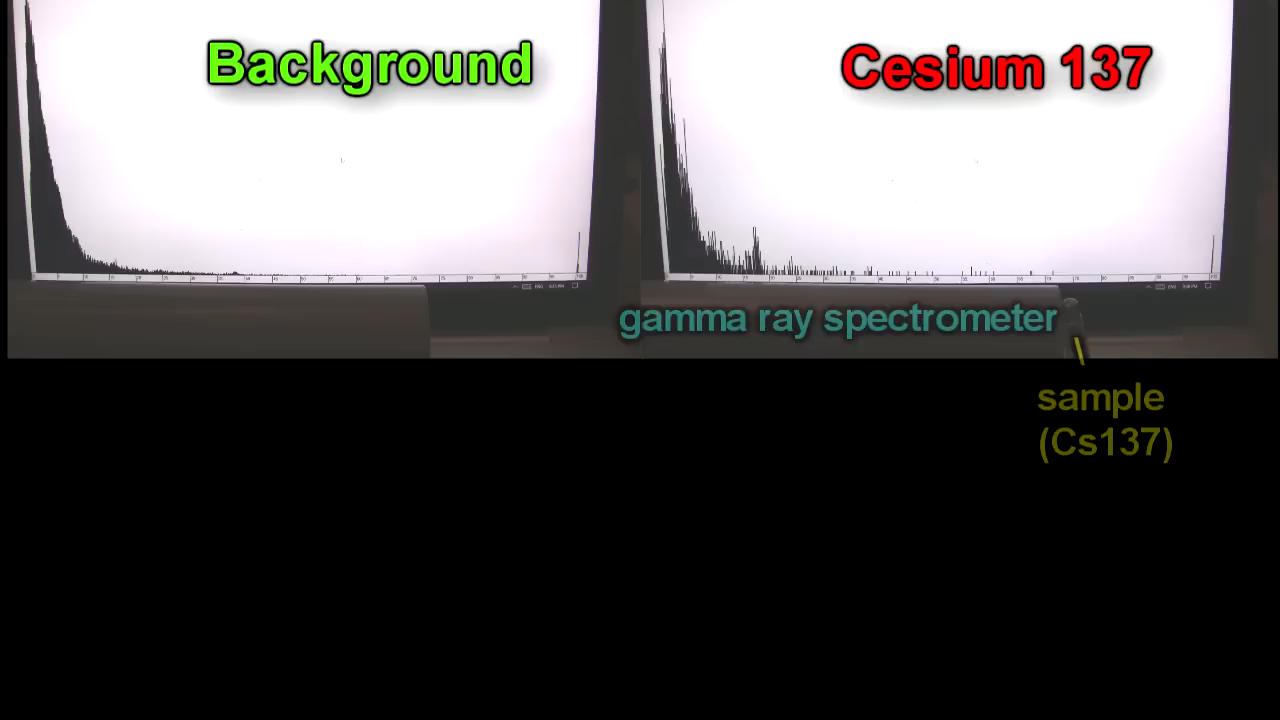 Background
Cesium 137
gamma ray spectrometer
sample
(Cs137)